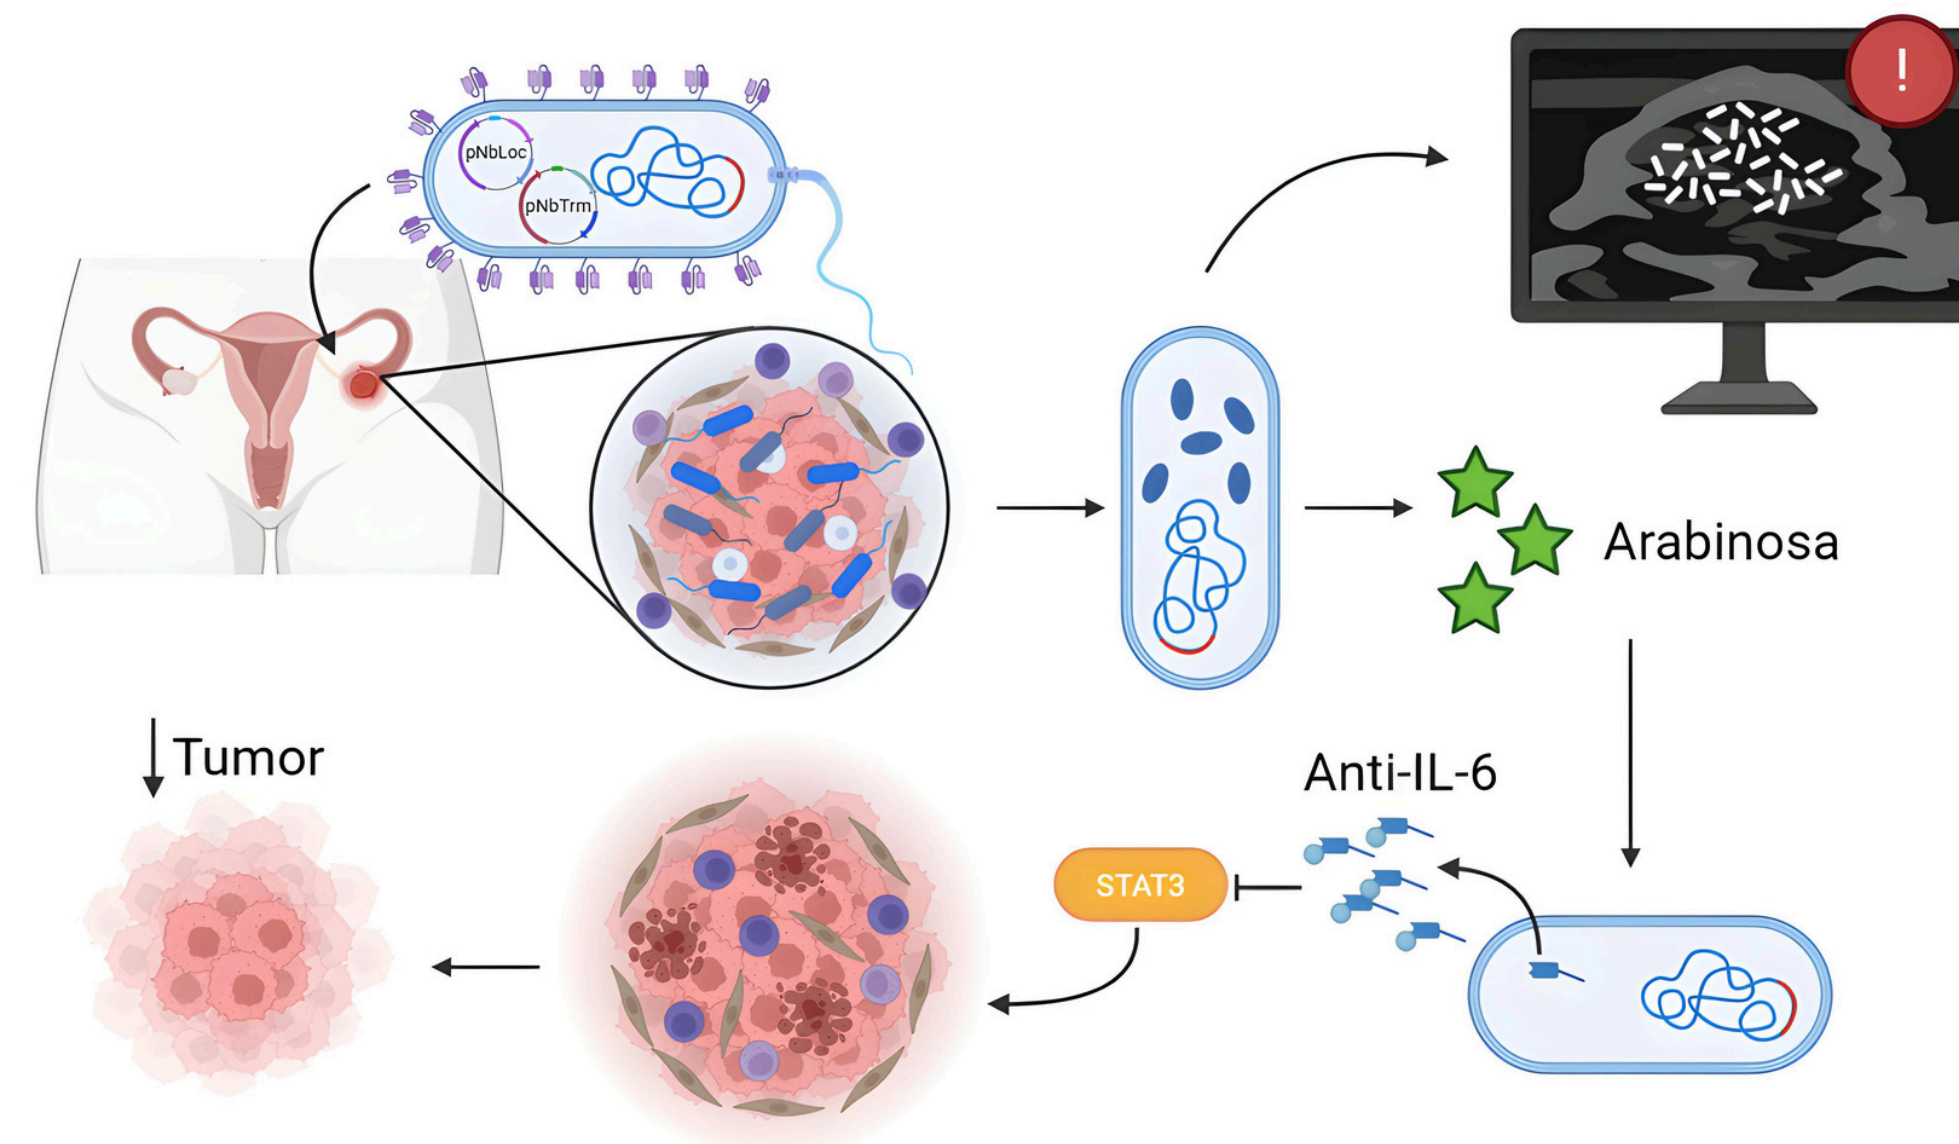 pNbLoc
pNbTrm
!
Arabinosa
Tumor
Anti-IL-6
STAT3